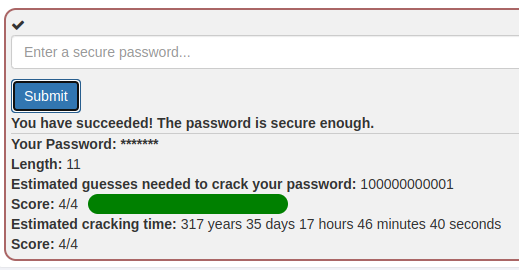 ✔
Enter a secure password...
Submit
You have succeeded! The password is secure enough.
Your Password: *******
Length: 11
Estimated guesses needed to crack your password: 100000000001
Score: 4/4
Estimated cracking time: 317 years 35 days 17 hours 46 minutes 40 seconds
Score: 4/4